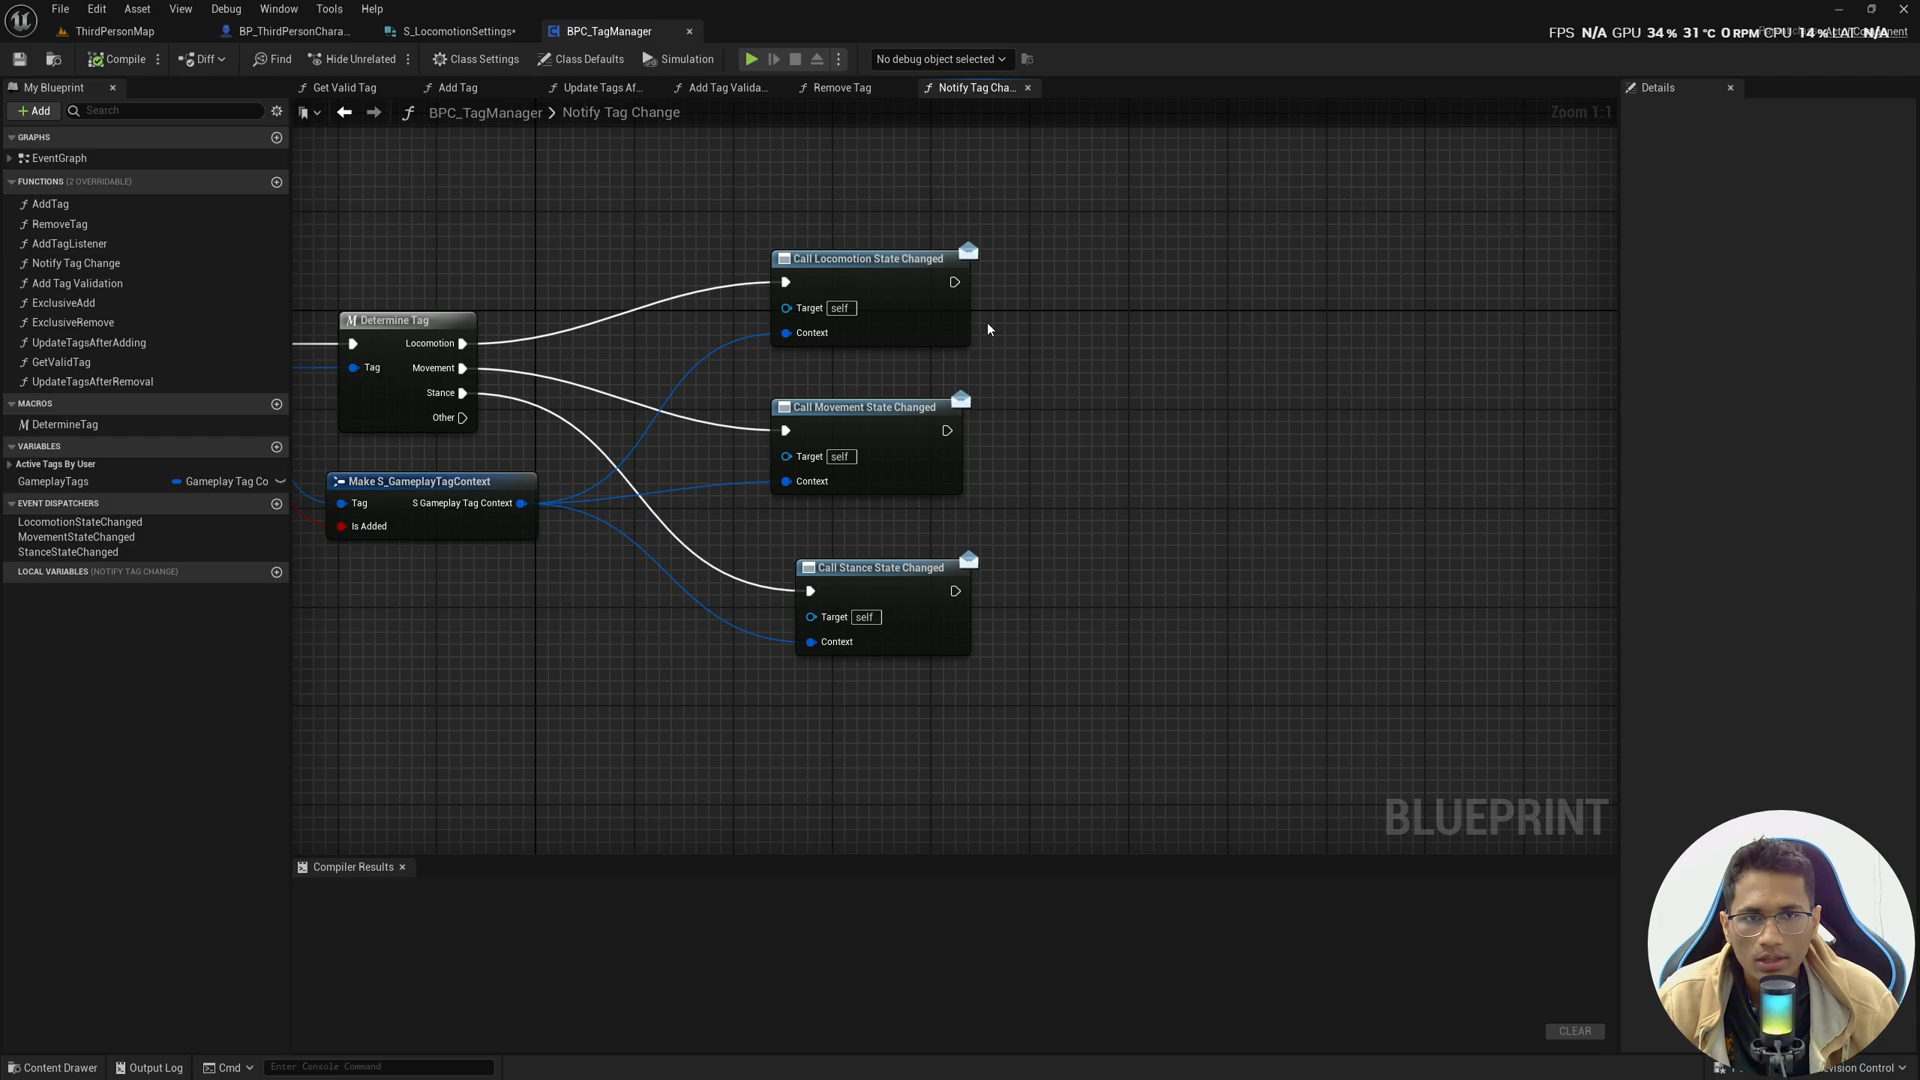 File Edit Asset View Debug Window Tools Help
ThirdPersonMap BP_ThirdPersonChara... S_LocomotionSettings* BPC_TagManager
FPS N/A GPU 34% 31°C 0 RPM CPU 14% LAT N/A
Compile Diff Find Hide Unrelated Class Settings Class Defaults Simulation No debug object selected
My Blueprint Get Valid Tag Add Tag Update Tags Af... Add Tag Valida... Remove Tag Notify Tag Cha... Details
Add Search
BPC_TagManager > Notify Tag Change
Zoom 1:1
GRAPHS
EventGraph
FUNCTIONS (2 OVERRIDABLE)
AddTag
RemoveTag
AddTagListener
Notify Tag Change
Add Tag Validation
ExclusiveAdd
ExclusiveRemove
UpdateTagsAfterAdding
GetValidTag
UpdateTagsAfterRemoval
MACROS
DetermineTag
VARIABLES
Active Tags By User
GameplayTags Gameplay Tag Co
EVENT DISPATCHERS
LocomotionStateChanged
MovementStateChanged
StanceStateChanged
LOCAL VARIABLES (NOTIFY TAG CHANGE)
Determine Tag
Locomotion
Tag Movement
Stance
Other
Make S_GameplayTagContext
Tag S Gameplay Tag Context
Is Added
Call Locomotion State Changed
Target self
Context
Call Movement State Changed
Target self
Context
Call Stance State Changed
Target self
Context
BLUEPRINT
Compiler Results
CLEAR
Content Drawer Output Log Cmd Enter Console Command
evision Control